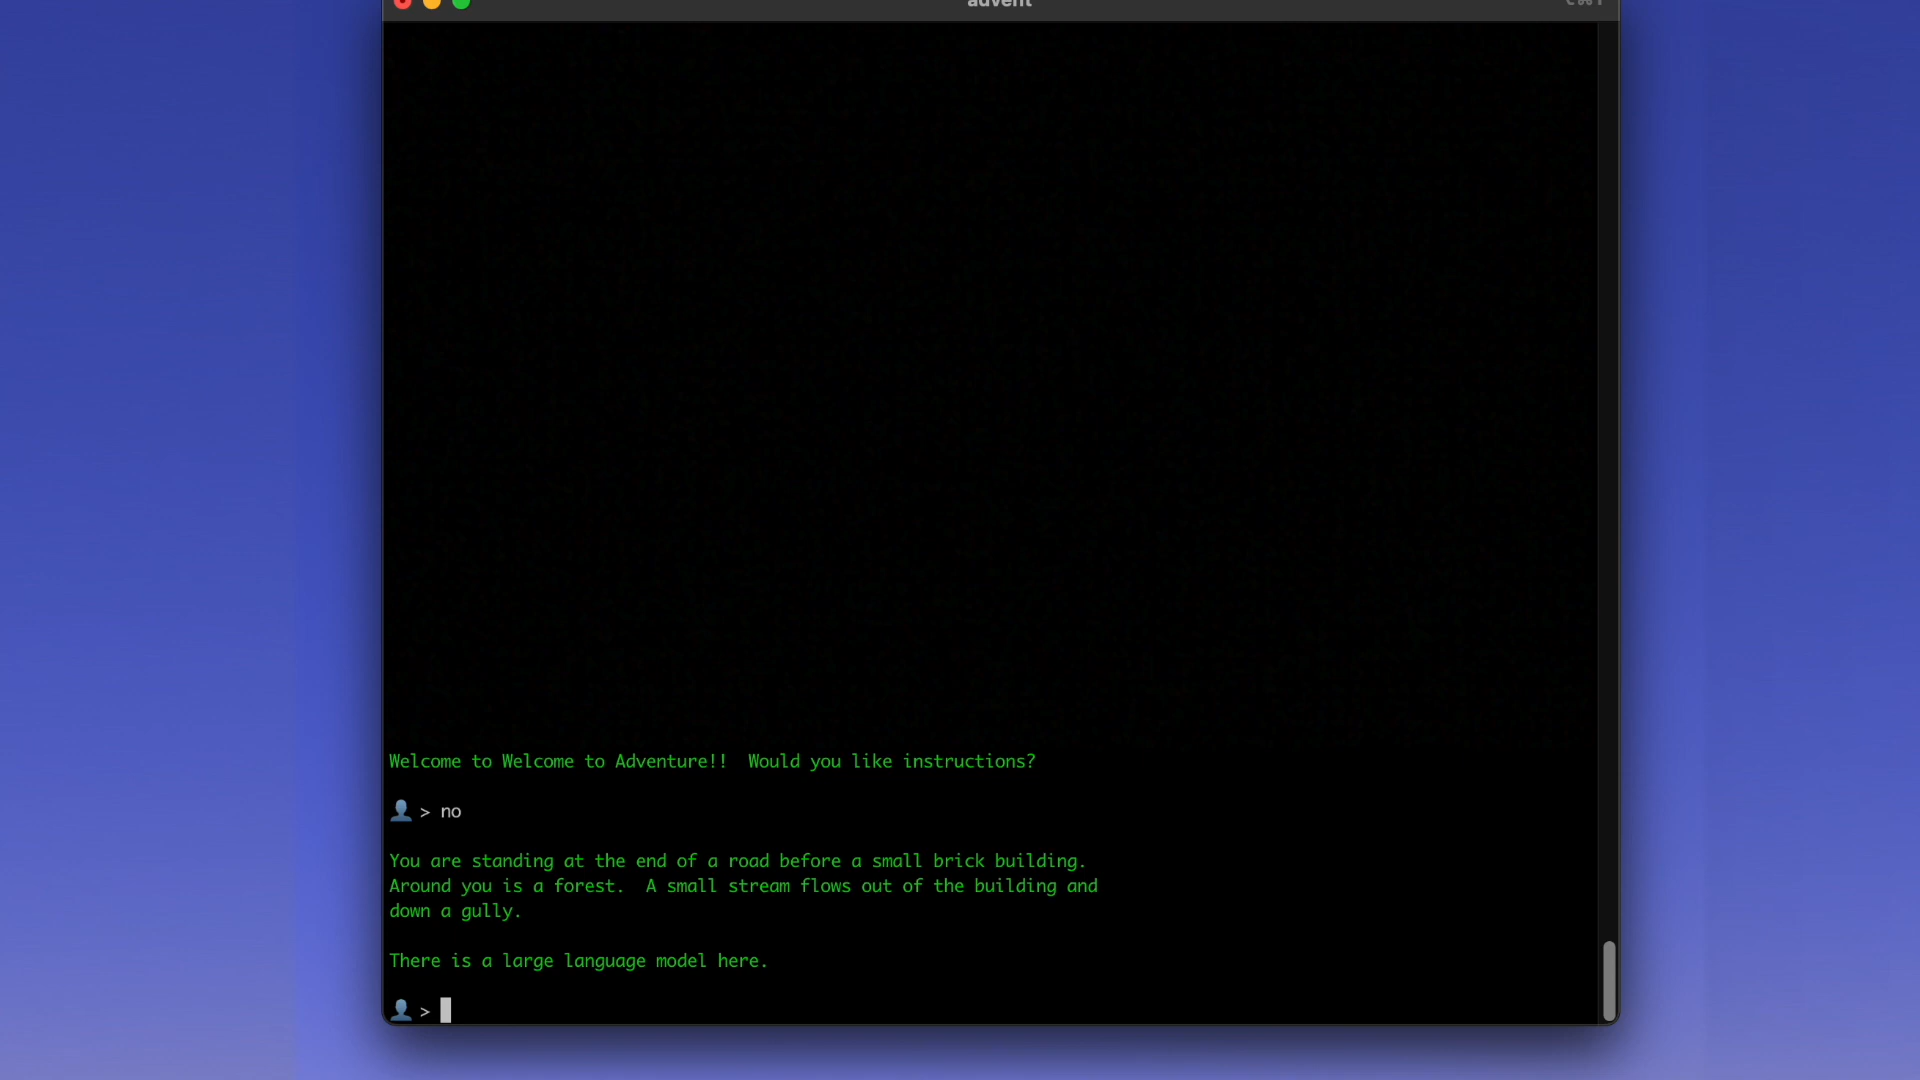 advent
Welcome to Welcome to Adventure!!  Would you like instructions?
> no
You are standing at the end of a road before a small brick building.
Around you is a forest.  A small stream flows out of the building and
down a gully.
There is a large language model here.
>